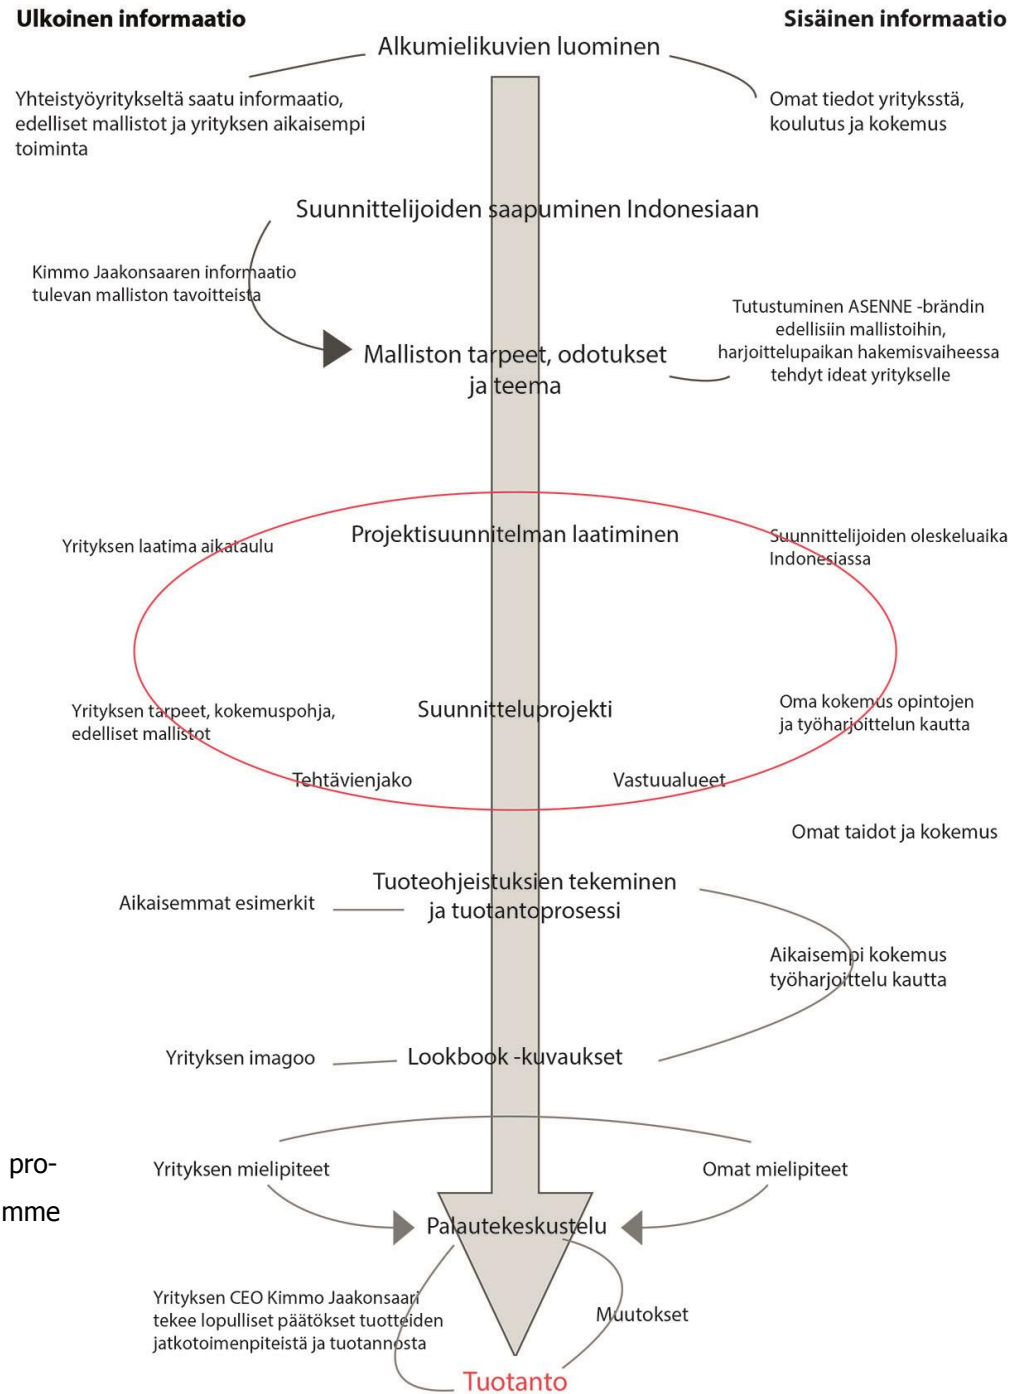 Ulkoinen informaatio
Sisäinen informaatio
Alkumielikuvien luominen
Yhteistyöyritykseltä saatu informaatio,
edelliset mallistot ja yrityksen aikaisempi
toiminta
Omat tiedot yrityksstä,
koulutus ja kokemus
Suunnittelijoiden saapuminen Indonesiaan
Kimmo Jaakonsaaren informaatio
tulevan malliston tavoitteista
Tutustuminen ASENNE -brändin
edellisiin mallistoihin,
harjoittelupaikan hakemisvaiheessa
tehdyt ideat yritykselle
Malliston tarpeet, odotukset
ja teema
Projektisuunnitelman laatiminen
Yrityksen laatima aikataulu
Suunnittelijoiden oleskeluaika
Indonesiassa
Yrityksen tarpeet, kokemuspohja,
edelliset mallistot
Suunnitteluprojekti
Oma kokemus opintojen
ja työharjoittelun kautta
Tehtävienjako
Vastuualueet
Omat taidot ja kokemus
Tuoteohjeistuksien tekeminen
ja tuotantoprosessi
Aikaisemmat esimerkit
Aikaisempi kokemus
työharjoittelu kautta
Yrityksen imagoo
Lookbook -kuvaukset
pro-
mme
Yrityksen mielipiteet
Omat mielipiteet
Palautekeskustelu
Yrityksen CEO Kimmo Jaakonsaari
tekee lopulliset päätökset tuotteiden
jatkotoimenpiteistä ja tuotannosta
Muutokset
Tuotanto